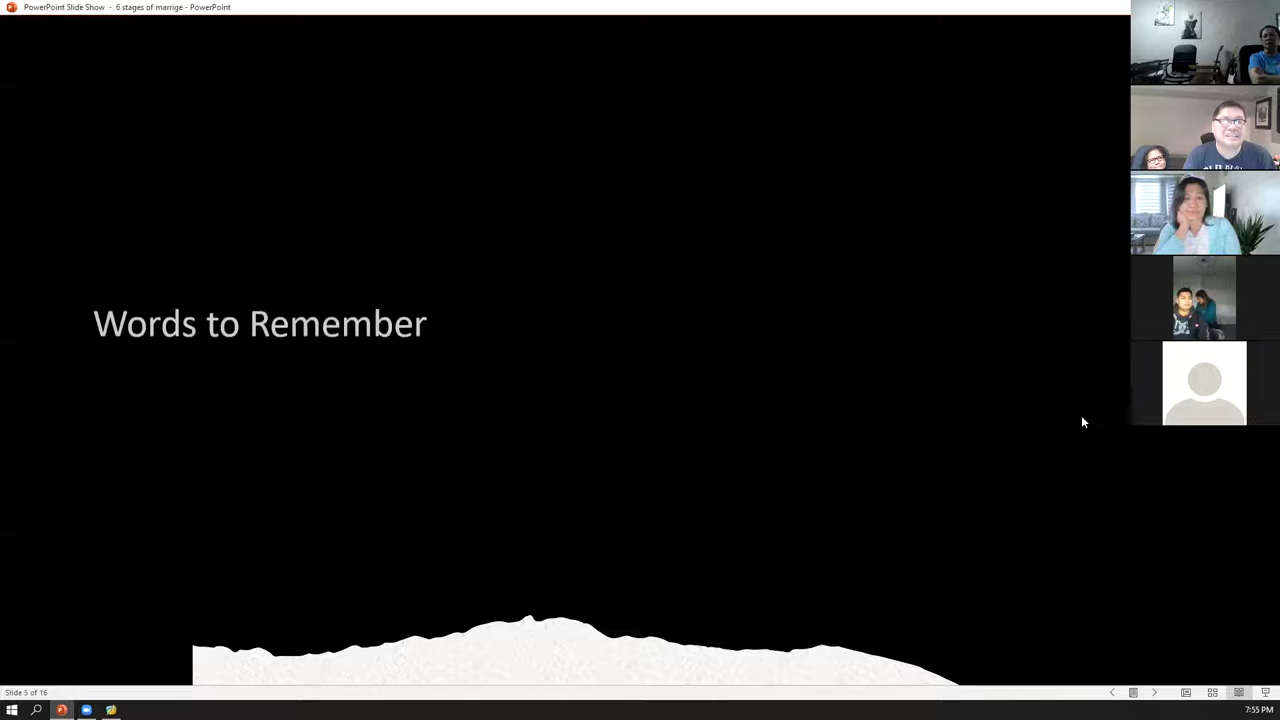 PowerPoint Slide Show - 6 stages of marrige - PowerPoint
Words to Remember
Slide 5 of 16
7:55 PM